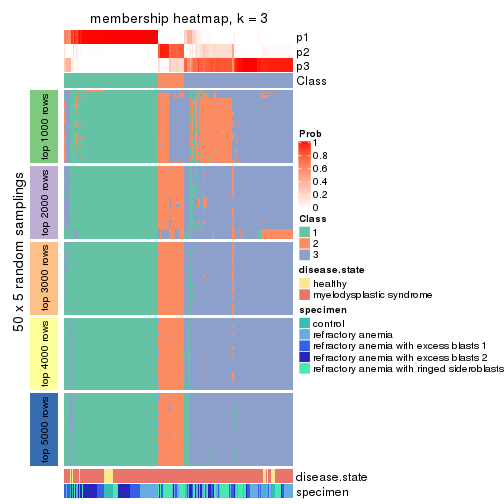 membership heatmap, k = 3
p1
p2
p3
Class
50 x 5 random samplings
top 1000 rows
top 2000 rows
top 3000 rows
top 4000 rows
top 5000 rows
Prob
1
0.8
0.6
0.4
0.2
0
Class
1
2
3
disease.state
healthy
myelodysplastic syndrome
specimen
control
refractory anemia
refractory anemia with excess blasts 1
refractory anemia with excess blasts 2
refractory anemia with ringed sideroblasts
disease.state
specimen